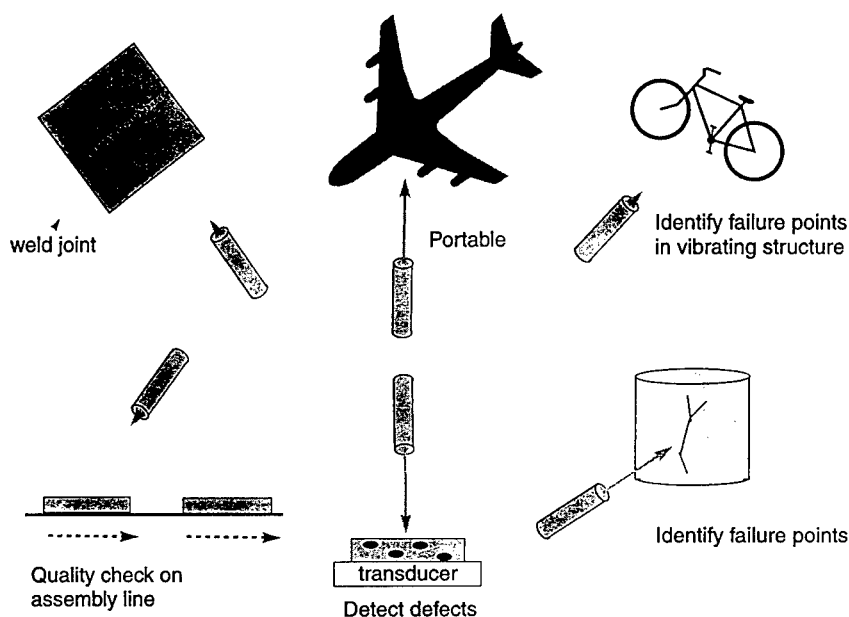 weld joint
Portable
Identify failure points
in vibrating structure
Quality check on
assembly line
transducer
Detect defects
Identify failure points